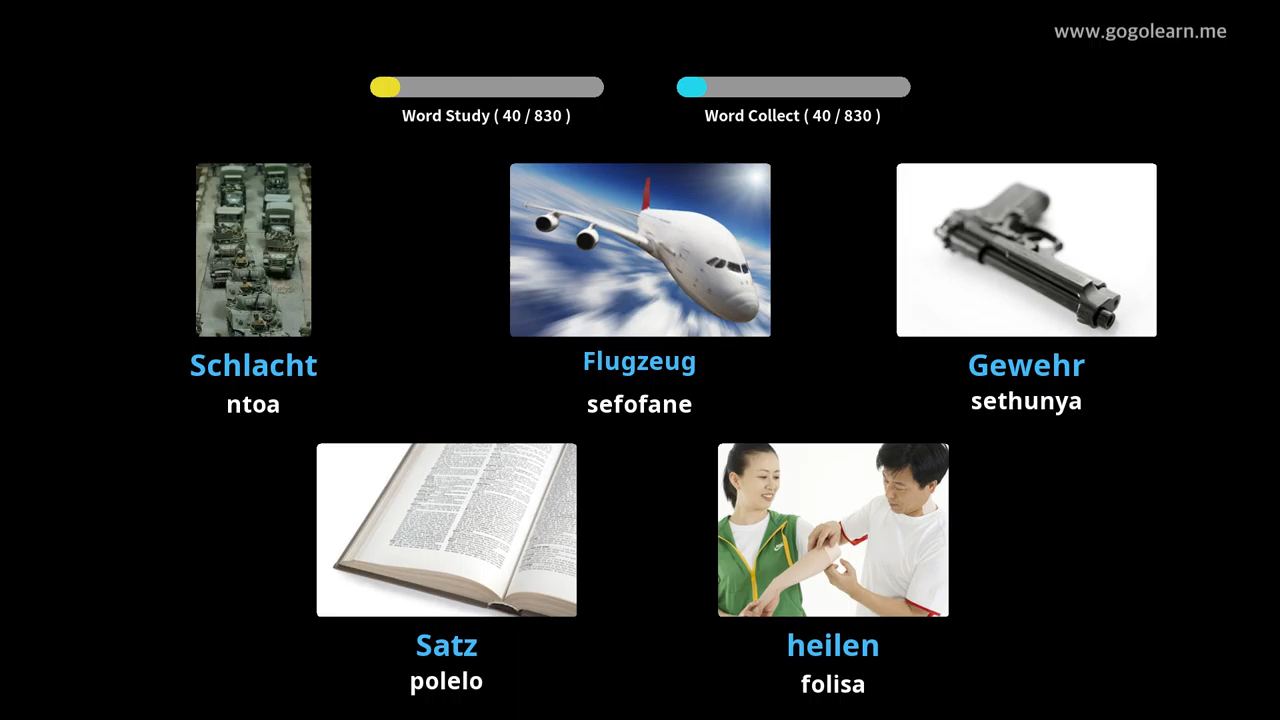 www.gogolearn.me
Word Study ( 40 / 830 )
Word Collect ( 40 / 830 )
Schlacht
ntoa
Flugzeug
sefofane
Gewehr
sethunya
Satz
polelo
heilen
folisa